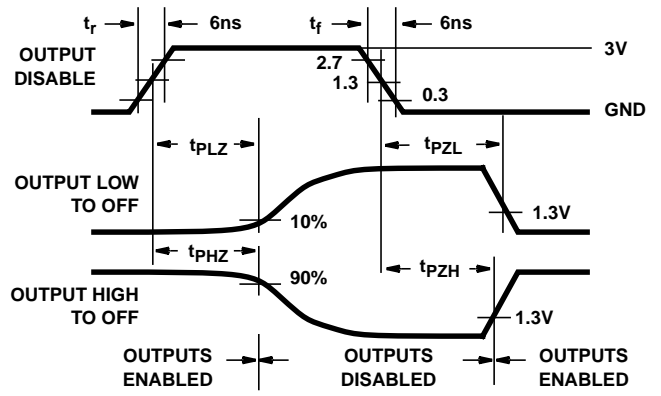 tr
6ns
tf
6ns
OUTPUT
DISABLE
3V
2.7
1.3
0.3
GND
tPLZ
tPZL
OUTPUT LOW
TO OFF
10%
1.3V
tPHZ
tPZH
90%
OUTPUT HIGH
TO OFF
1.3V
OUTPUTS
ENABLED
OUTPUTS
DISABLED
OUTPUTS
ENABLED